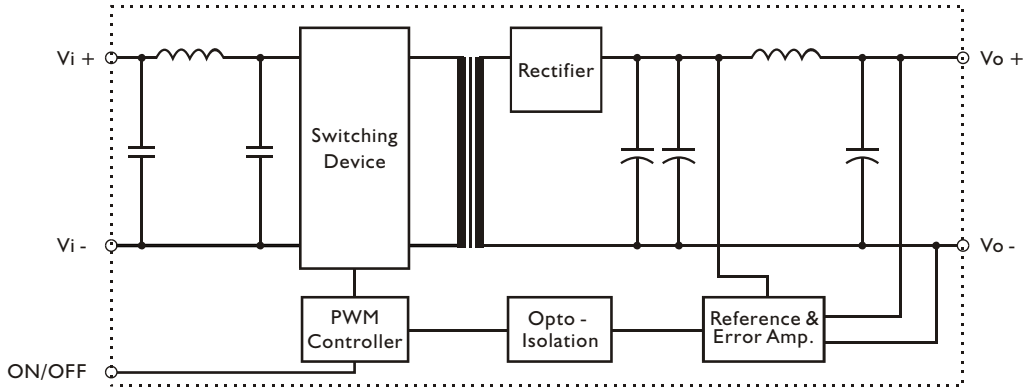 Vi +
Rectifier
Vo +
Switching
Device
Vi -
Vo -
PWM
Controller
Opto -
Isolation
Reference &
Error Amp.
ON/OFF